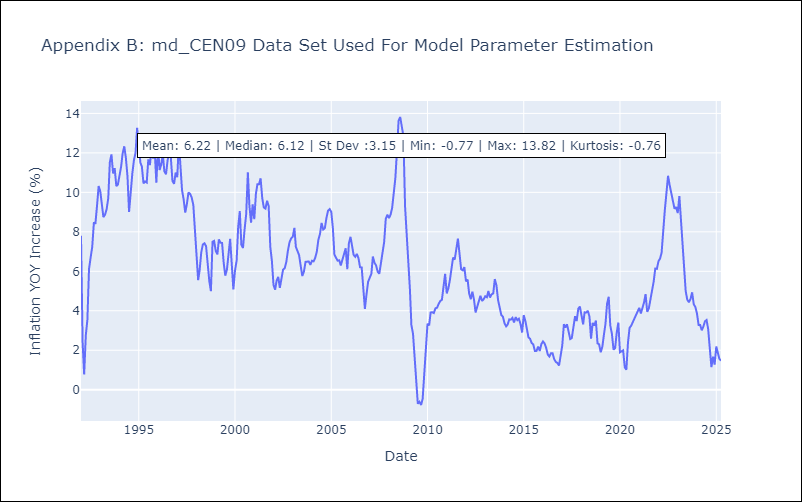 Appendix B: md_CEN09 Data Set Used For Model Parameter Estimation
14
Mean: 6.22 | Median: 6.12 | St Dev :3.15 | Min: -0.77 | Max: 13.82 | Kurtosis: -0.76
12
10
8
6
4
2
0
Inflation YOY Increase (%)
1995 2000 2005 2010 2015 2020 2025
Date